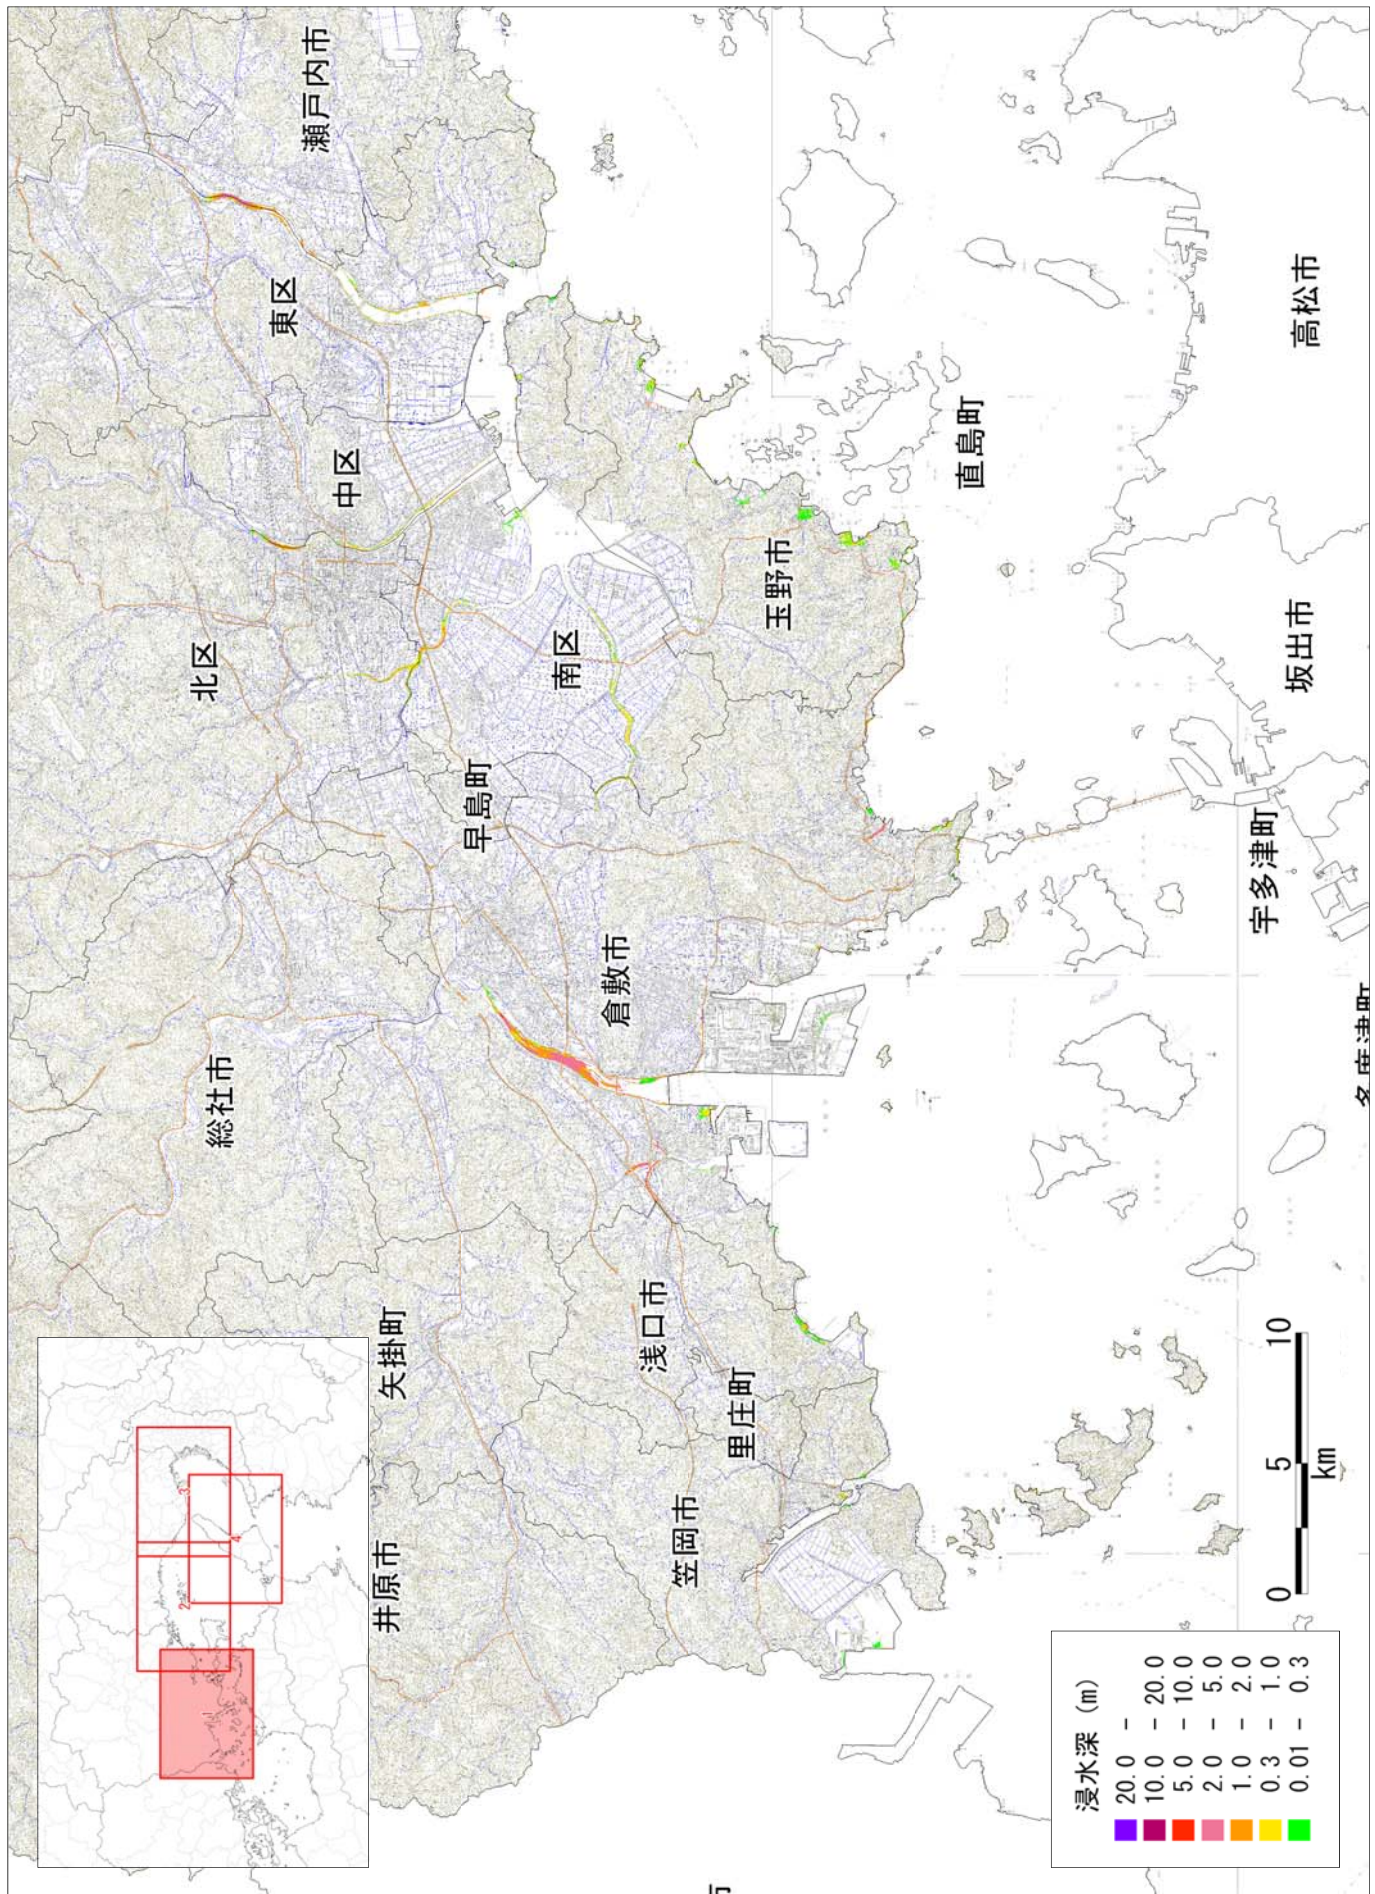 瀬戸内市
東区
中区
北区
南区
玉野市
直島町
高松市
坂出市
宇多津町
早島町
倉敷市
総社市
矢掛町
浅口市
里庄町
笠岡市
井原市
2
3
4
0 5 10
km
浸水深 (m)
20.0 -
10.0 - 20.0
5.0 - 10.0
2.0 - 5.0
1.0 - 2.0
0.3 - 1.0
0.01 - 0.3
市